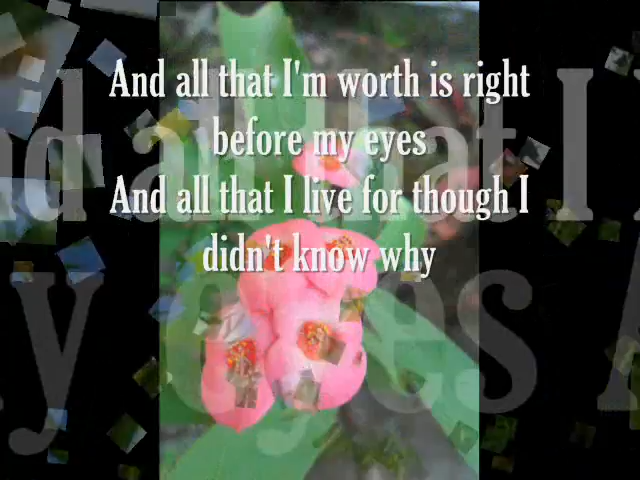 And all that I'm worth is right
before my eyes
And all that I live for though I
didn't know why